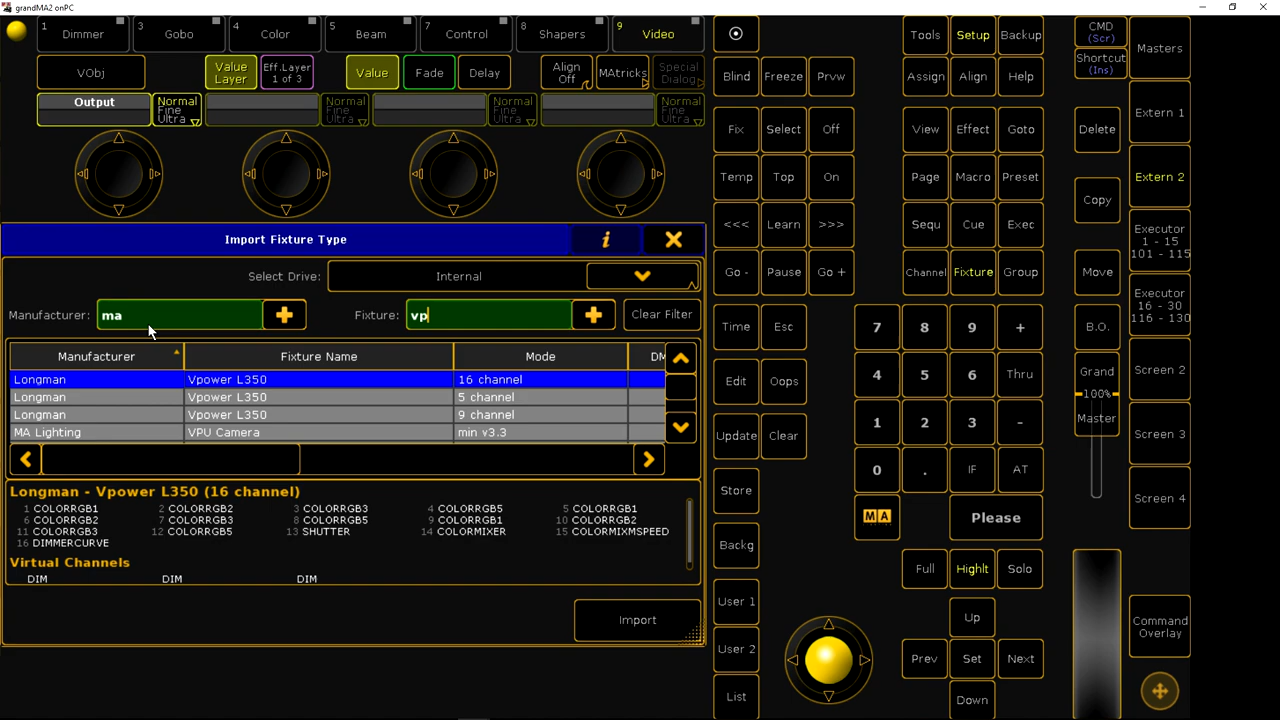 grandMA2 onPC
1 Dimmer
3 Gobo
4 Color
5 Beam
7 Control
8 Shapers
9 Video
VObj
Value Layer
Eff.Layer 1 of 3
Value
Fade
Delay
Align Off
MAtricks
Special Dialog
Output
Normal Fine Ultra
Normal Fine Ultra
Normal Fine Ultra
Normal Fine Ultra
Import Fixture Type
Select Drive: Internal
Manufacturer: ma
Fixture: vp
Clear Filter
Manufacturer Fixture Name Mode DM
Longman Vpower L350 16 channel
Longman Vpower L350 5 channel
Longman Vpower L350 9 channel
MA Lighting VPU Camera min v3.3
Longman - Vpower L350 (16 channel)
1 COLORRGB1 2 COLORRGB2 3 COLORRGB3 4 COLORRGB5 5 COLORRGB1
6 COLORRGB2 7 COLORRGB3 8 COLORRGB5 9 COLORRGB1 10 COLORRGB2
11 COLORRGB3 12 COLORRGB5 13 SHUTTER 14 COLORMIXER 15 COLORMIXMSPEED
16 DIMMERCURVE
Virtual Channels
DIM DIM DIM
Import
Blind Freeze Prvw
Fix Select Off
Temp Top On
<<< Learn >>>
Go - Pause Go +
Time Esc
Edit Oops
Update Clear
Store
Backg
User 1
User 2
List
Tools Setup Backup
Assign Align Help
View Effect Goto
Page Macro Preset
Sequ Cue Exec
Channel Fixture Group
7 8 9 +
4 5 6 Thru
1 2 3 -
0 . IF AT
MA Please
Full Highlt Solo
Up
Prev Set Next
Down
CMD
(Scr)
Shortcut
(Ins)
Delete
Copy
Move
B.O.
Grand
100%
Master
Masters
Extern 1
Extern 2
Executor
1 - 15
101 - 115
Executor
16 - 30
116 - 130
Screen 2
Screen 3
Screen 4
Command
Overlay